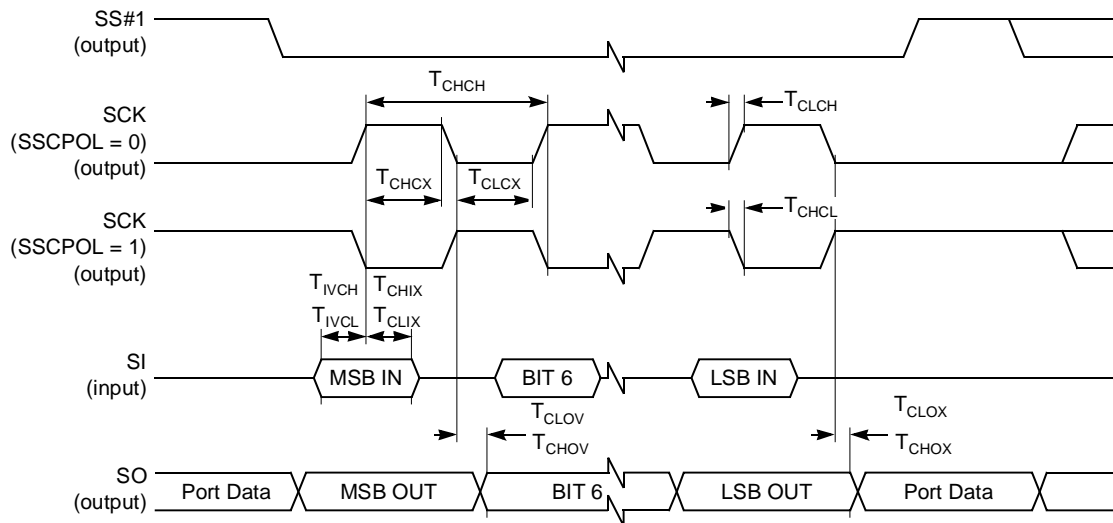 SS#1
(output)
T_CHCH
T_CLCH
SCK
(SSCPOL = 0)
(output)
T_CHCX
T_CLCX
T_CHCL
SCK
(SSCPOL = 1)
(output)
T_IVCH
T_CHIX
T_IVCL
T_CLIX
SI
(input)
MSB IN
BIT 6
LSB IN
T_CLOV
T_CHOV
T_CLOX
T_CHOX
SO
(output)
Port Data
MSB OUT
BIT 6
LSB OUT
Port Data